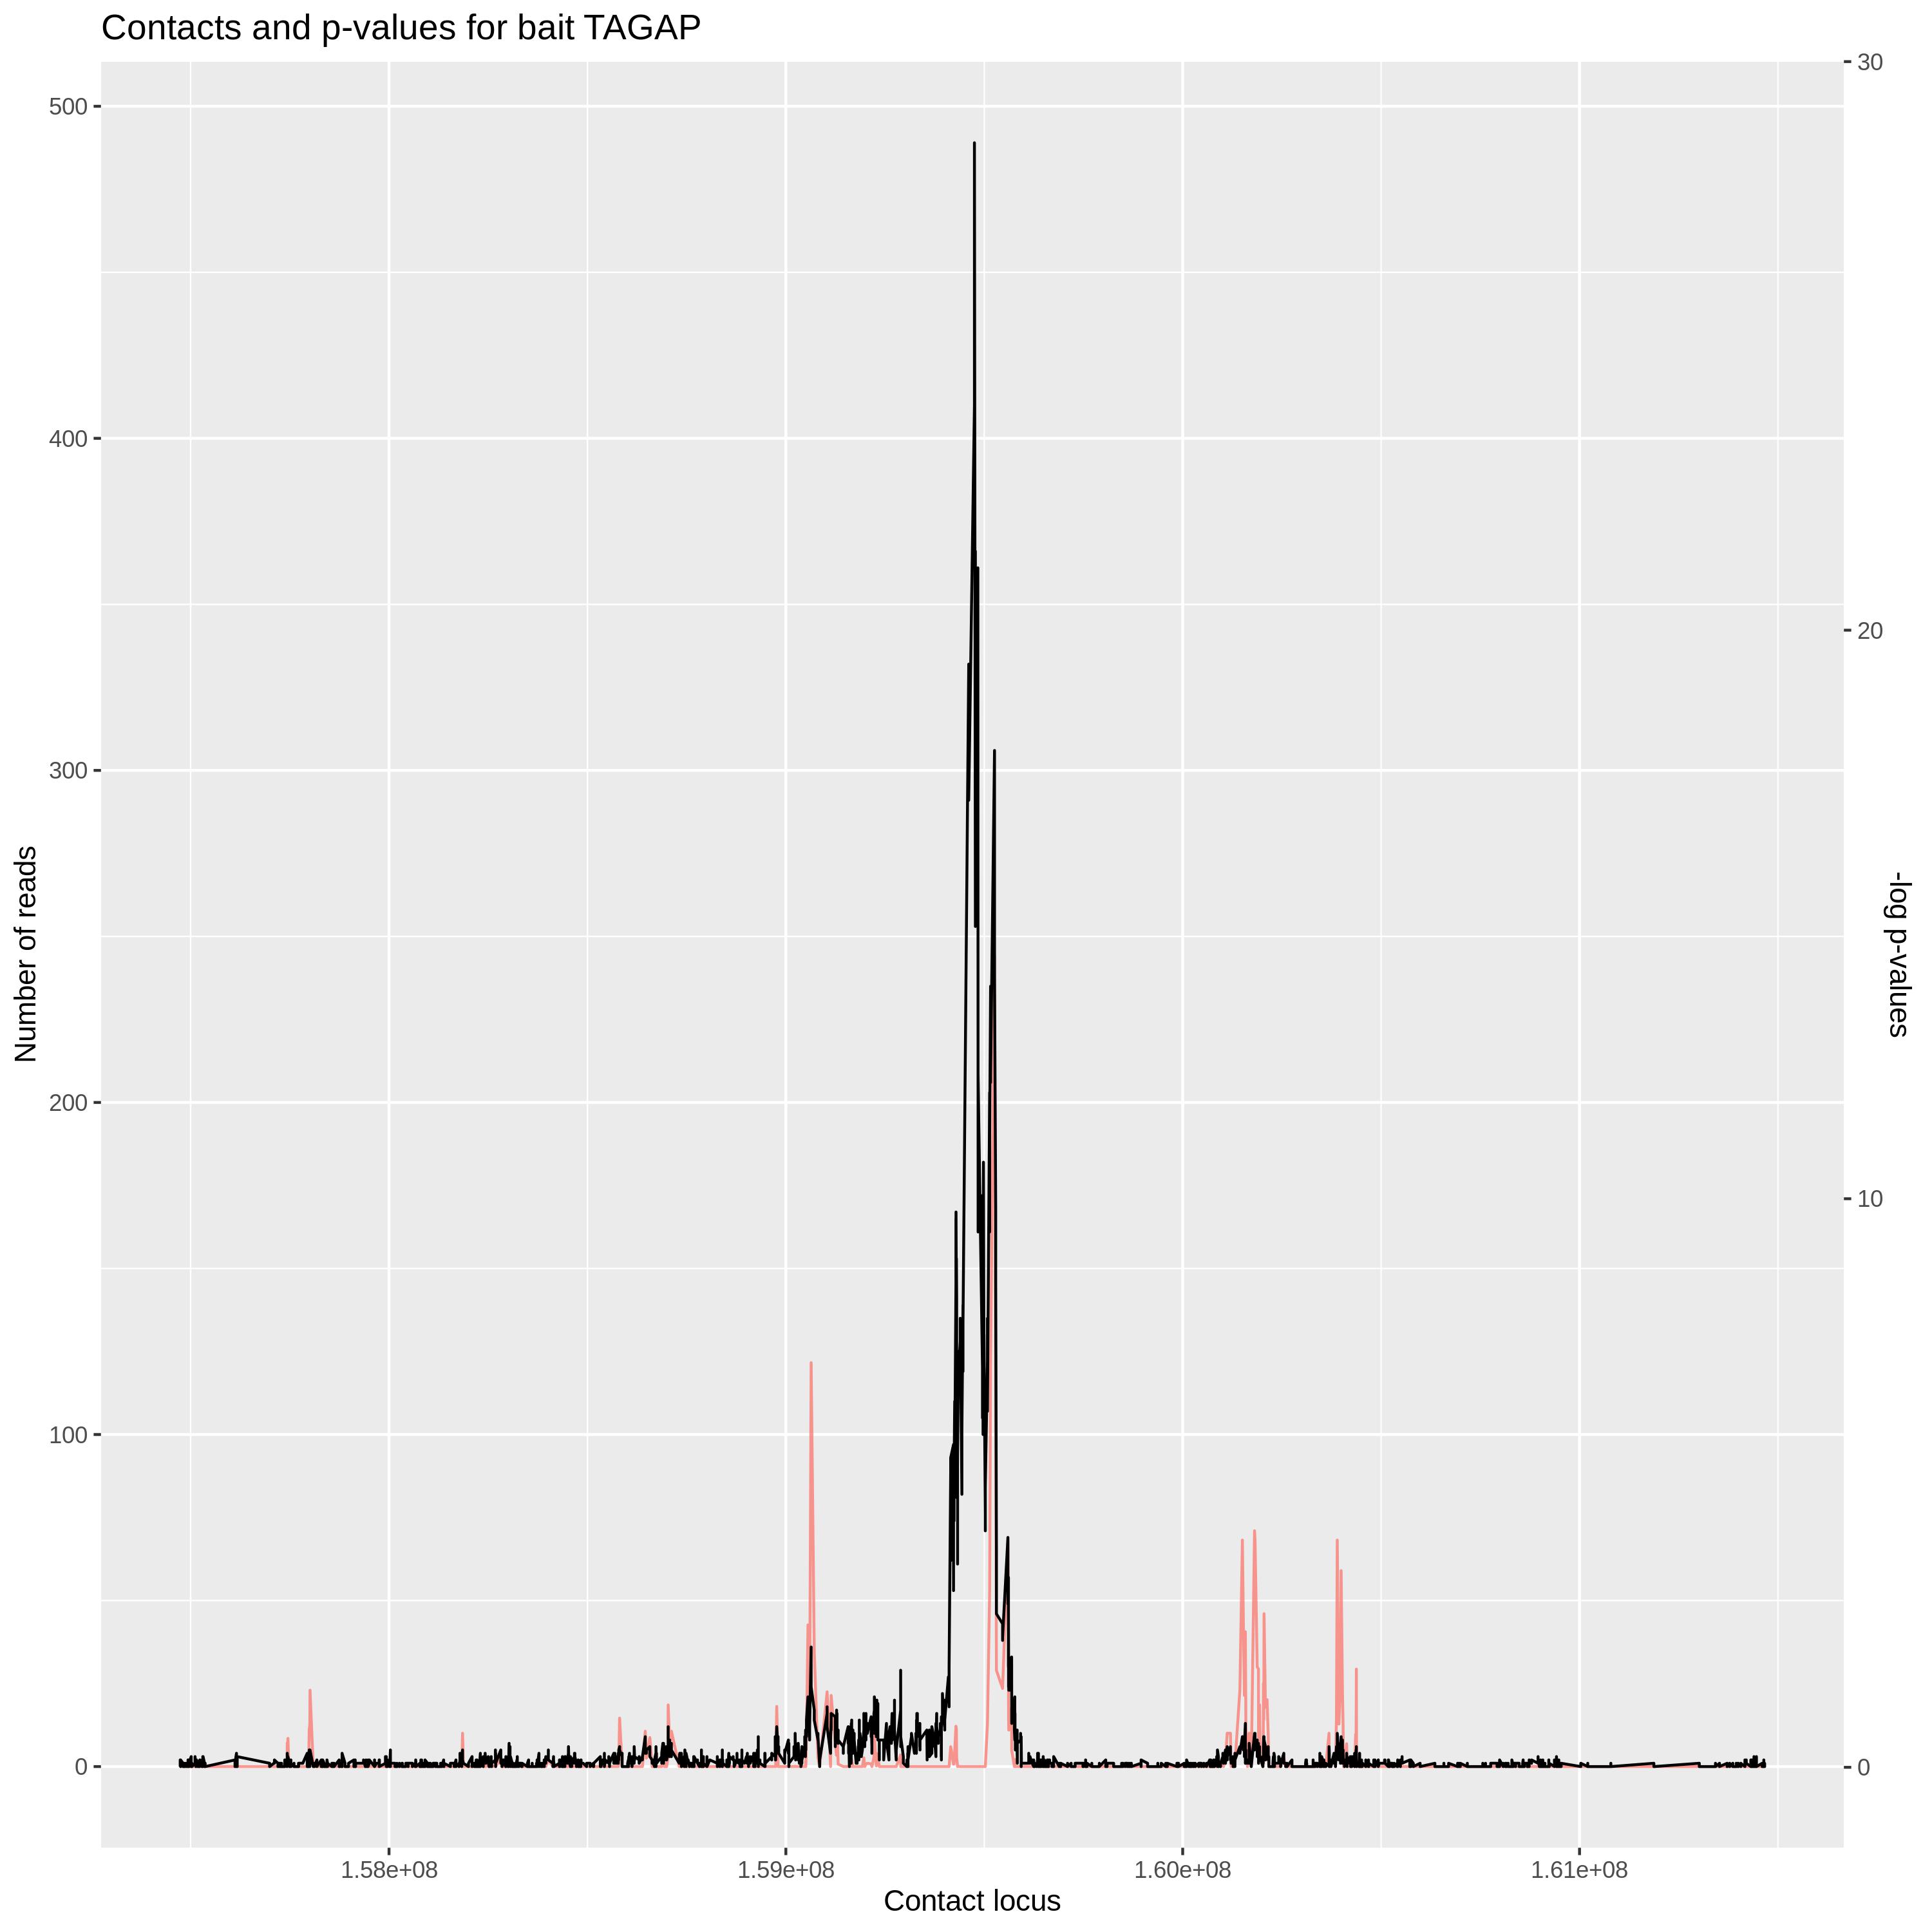 Contacts and p-values for bait TAGAP
Number of reads
500
400
300
200
100
0
30
20
10
0
-log p-values
1.58e+08
1.59e+08
1.60e+08
1.61e+08
Contact locus